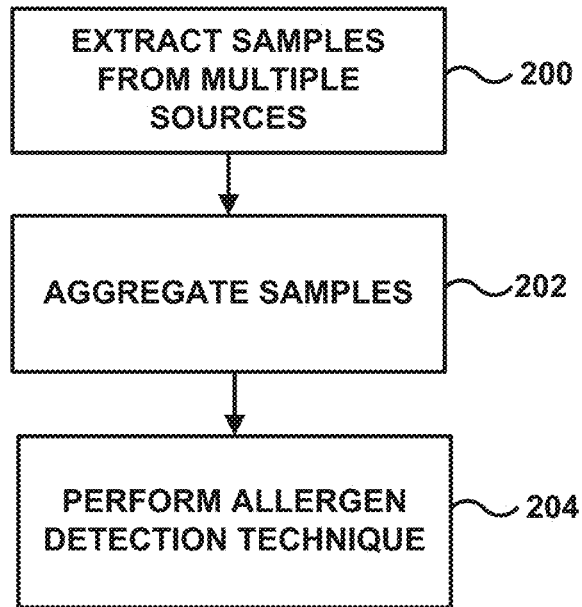 EXTRACT SAMPLES
FROM MULTIPLE
SOURCES
200
AGGREGATE SAMPLES
202
PERFORM ALLERGEN
DETECTION TECHNIQUE
204